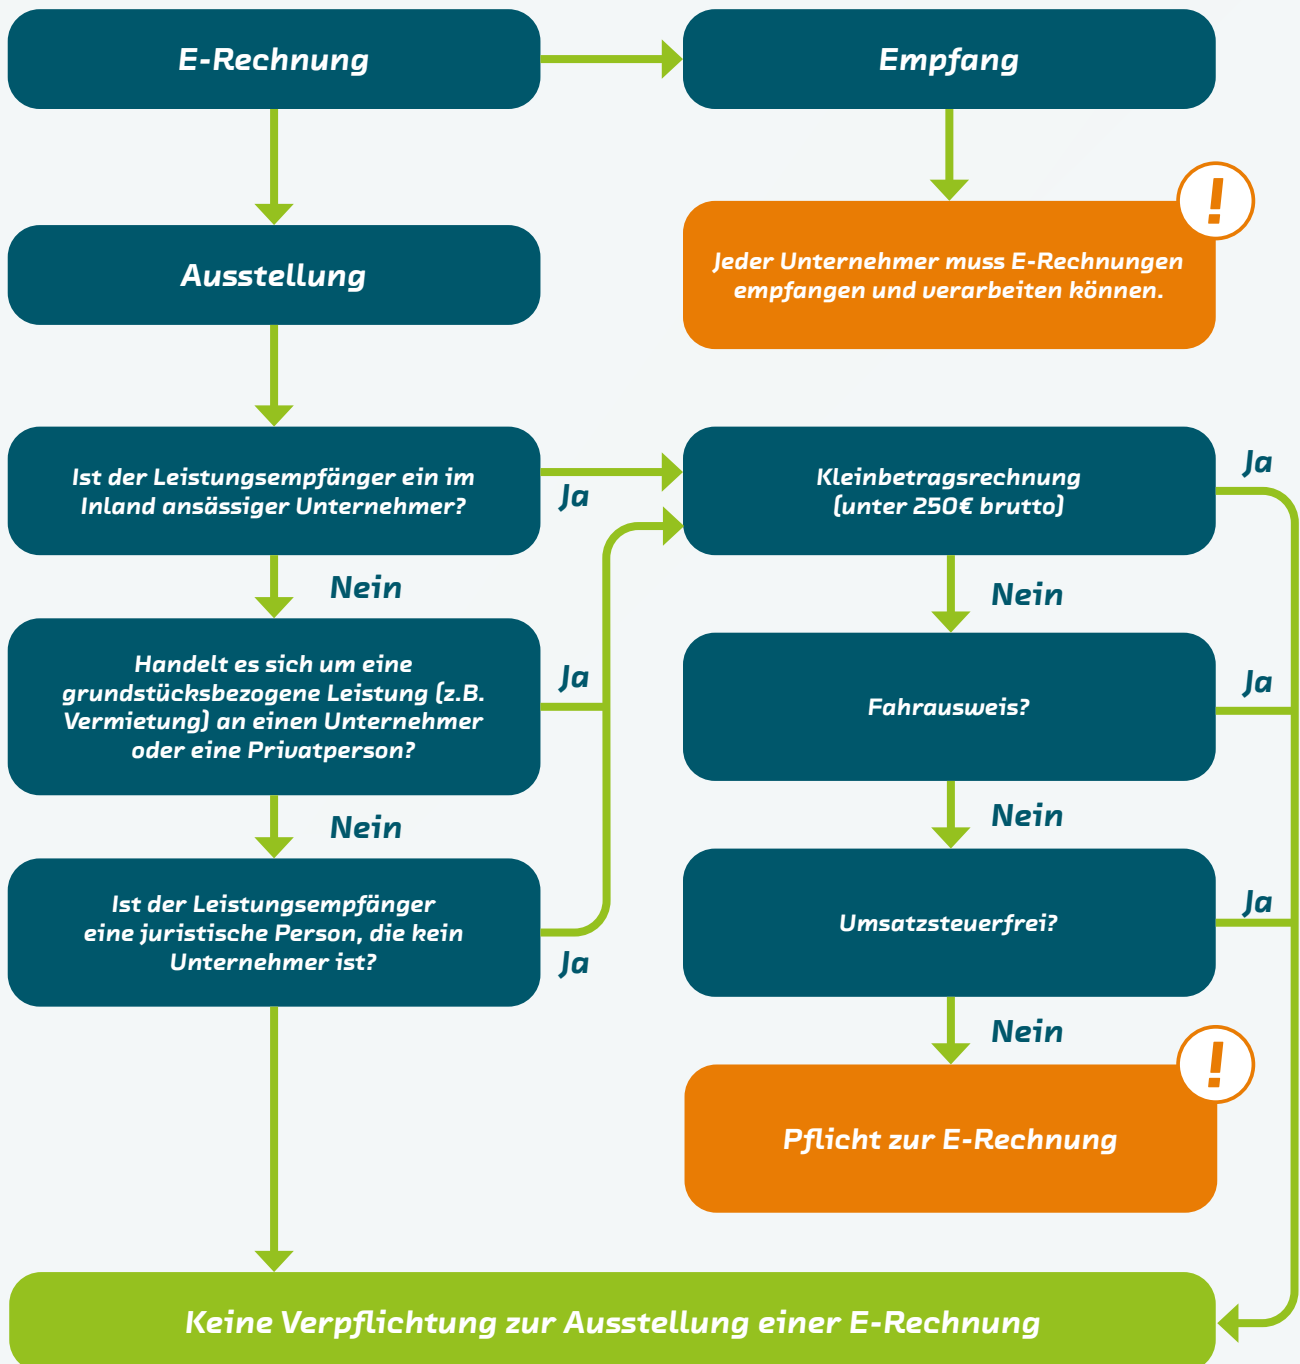 E-Rechnung
Empfang
!
Jeder Unternehmer muss E-Rechnungen
empfangen und verarbeiten können.
Ausstellung
Ist der Leistungsempfänger ein im
Inland ansässiger Unternehmer?
Ja
Kleinbetragsrechnung
(unter 250€ brutto)
Ja
Nein
Nein
Handelt es sich um eine
grundstücksbezogene Leistung (z.B.
Vermietung) an einen Unternehmer
oder eine Privatperson?
Ja
Fahrausweis?
Ja
Nein
Nein
Ist der Leistungsempfänger
eine juristische Person, die kein
Unternehmer ist?
Ja
Umsatzsteuerfrei?
Ja
Nein
!
Pflicht zur E-Rechnung
Keine Verpflichtung zur Ausstellung einer E-Rechnung